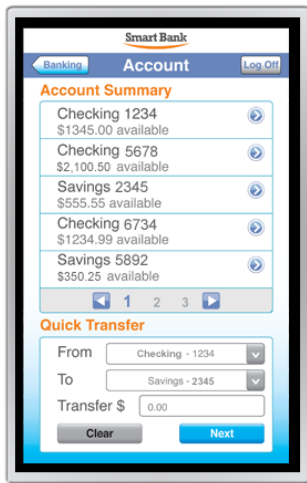 Smart Bank
Banking Account Log Off
Account Summary
Checking 1234
$1345.00 available
Checking 5678
$2,100.50 available
Savings 2345
$555.55 available
Checking 6734
$1234.99 available
Savings 5892
$350.25 available
1 2 3
Quick Transfer
From Checking - 1234
To Savings - 2345
Transfer $ 0.00
Clear Next